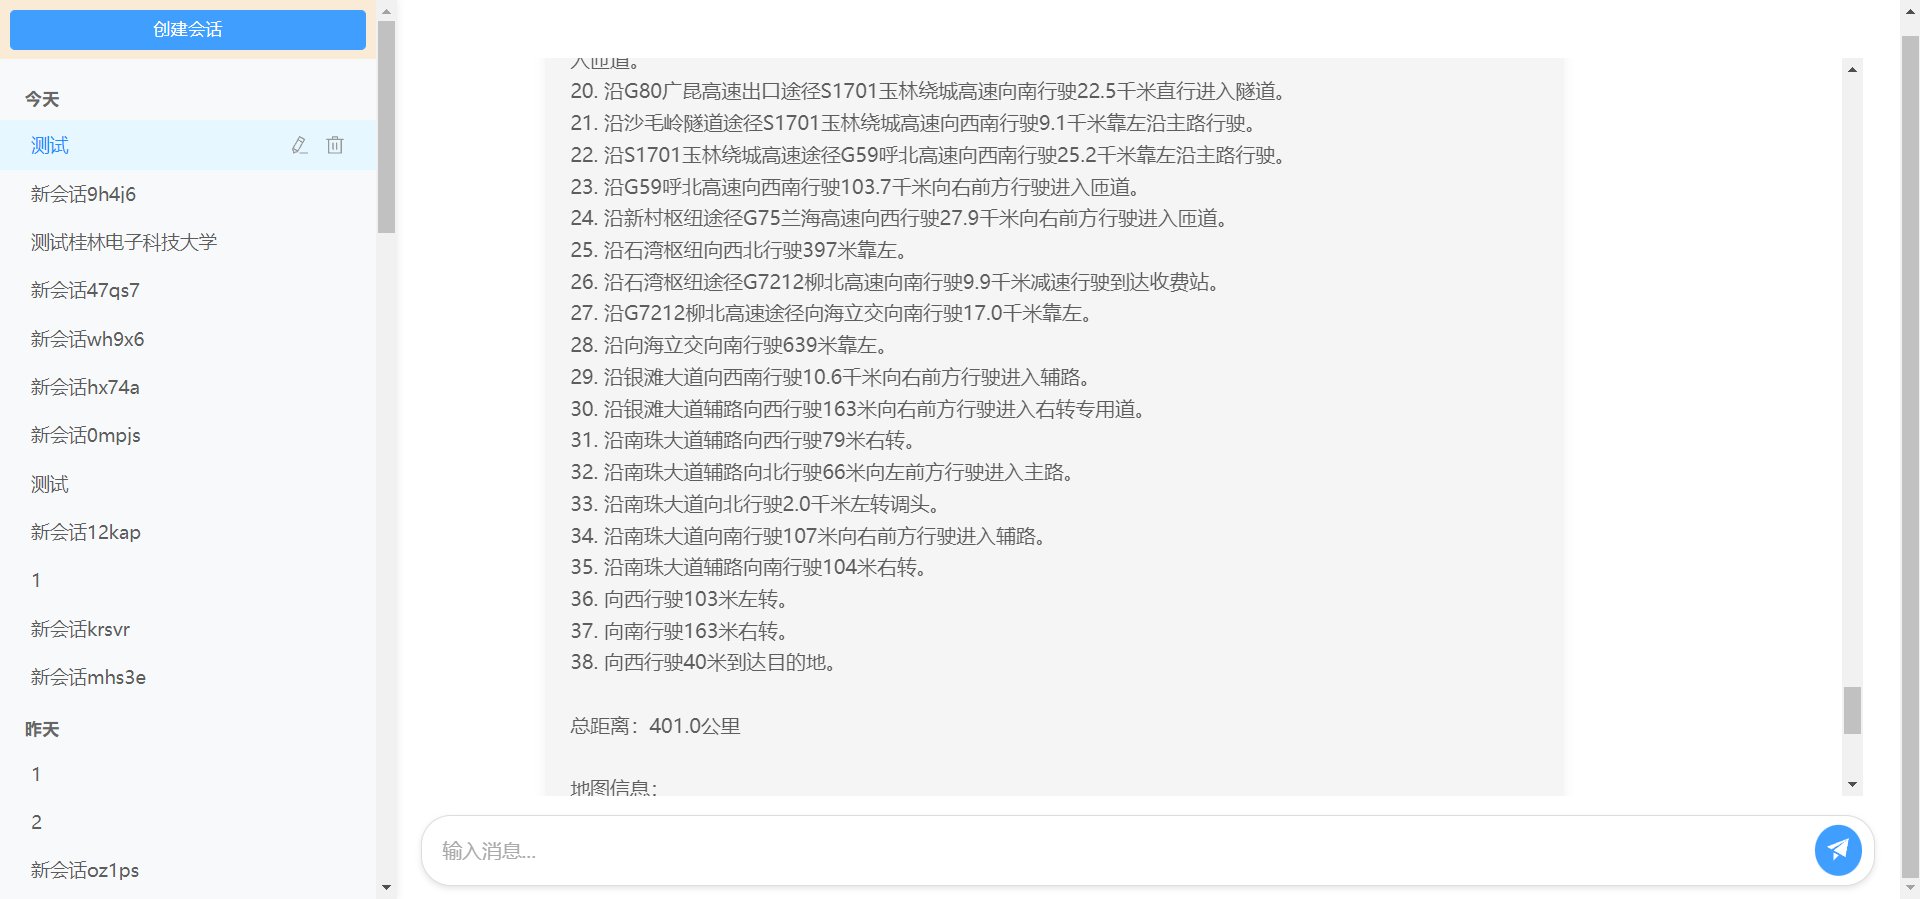 创建会话
今天
测试
新会话9h4j6
测试桂林电子科技大学
新会话47qs7
新会话wh9x6
新会话hx74a
新会话0mpjs
测试
新会话12kap
1
新会话krsvr
新会话mhs3e
昨天
1
2
新会话oz1ps
入匝道。
20. 沿G80广昆高速出口途径S1701玉林绕城高速向南行驶22.5千米直行进入隧道。
21. 沿沙毛岭隧道途径S1701玉林绕城高速向西南行驶9.1千米靠左沿主路行驶。
22. 沿S1701玉林绕城高速途径G59呼北高速向西南行驶25.2千米靠左沿主路行驶。
23. 沿G59呼北高速向西南行驶103.7千米向右前方行驶进入匝道。
24. 沿新村枢纽途径G75兰海高速向西行驶27.9千米向右前方行驶进入匝道。
25. 沿石湾枢纽向西北行驶397米靠左。
26. 沿石湾枢纽途径G7212柳北高速向南行驶9.9千米减速行驶到达收费站。
27. 沿G7212柳北高速途径向海立交向南行驶17.0千米靠左。
28. 沿向海立交向南行驶639米靠左。
29. 沿银滩大道向西南行驶10.6千米向右前方行驶进入辅路。
30. 沿银滩大道辅路向西行驶163米向右前方行驶进入右转专用道。
31. 沿南珠大道辅路向西行驶79米右转。
32. 沿南珠大道辅路向北行驶66米向左前方行驶进入主路。
33. 沿南珠大道向北行驶2.0千米左转调头。
34. 沿南珠大道向南行驶107米向右前方行驶进入辅路。
35. 沿南珠大道辅路向南行驶104米右转。
36. 向西行驶103米左转。
37. 向南行驶163米右转。
38. 向西行驶40米到达目的地。
总距离：401.0公里
地图信息：
输入消息...